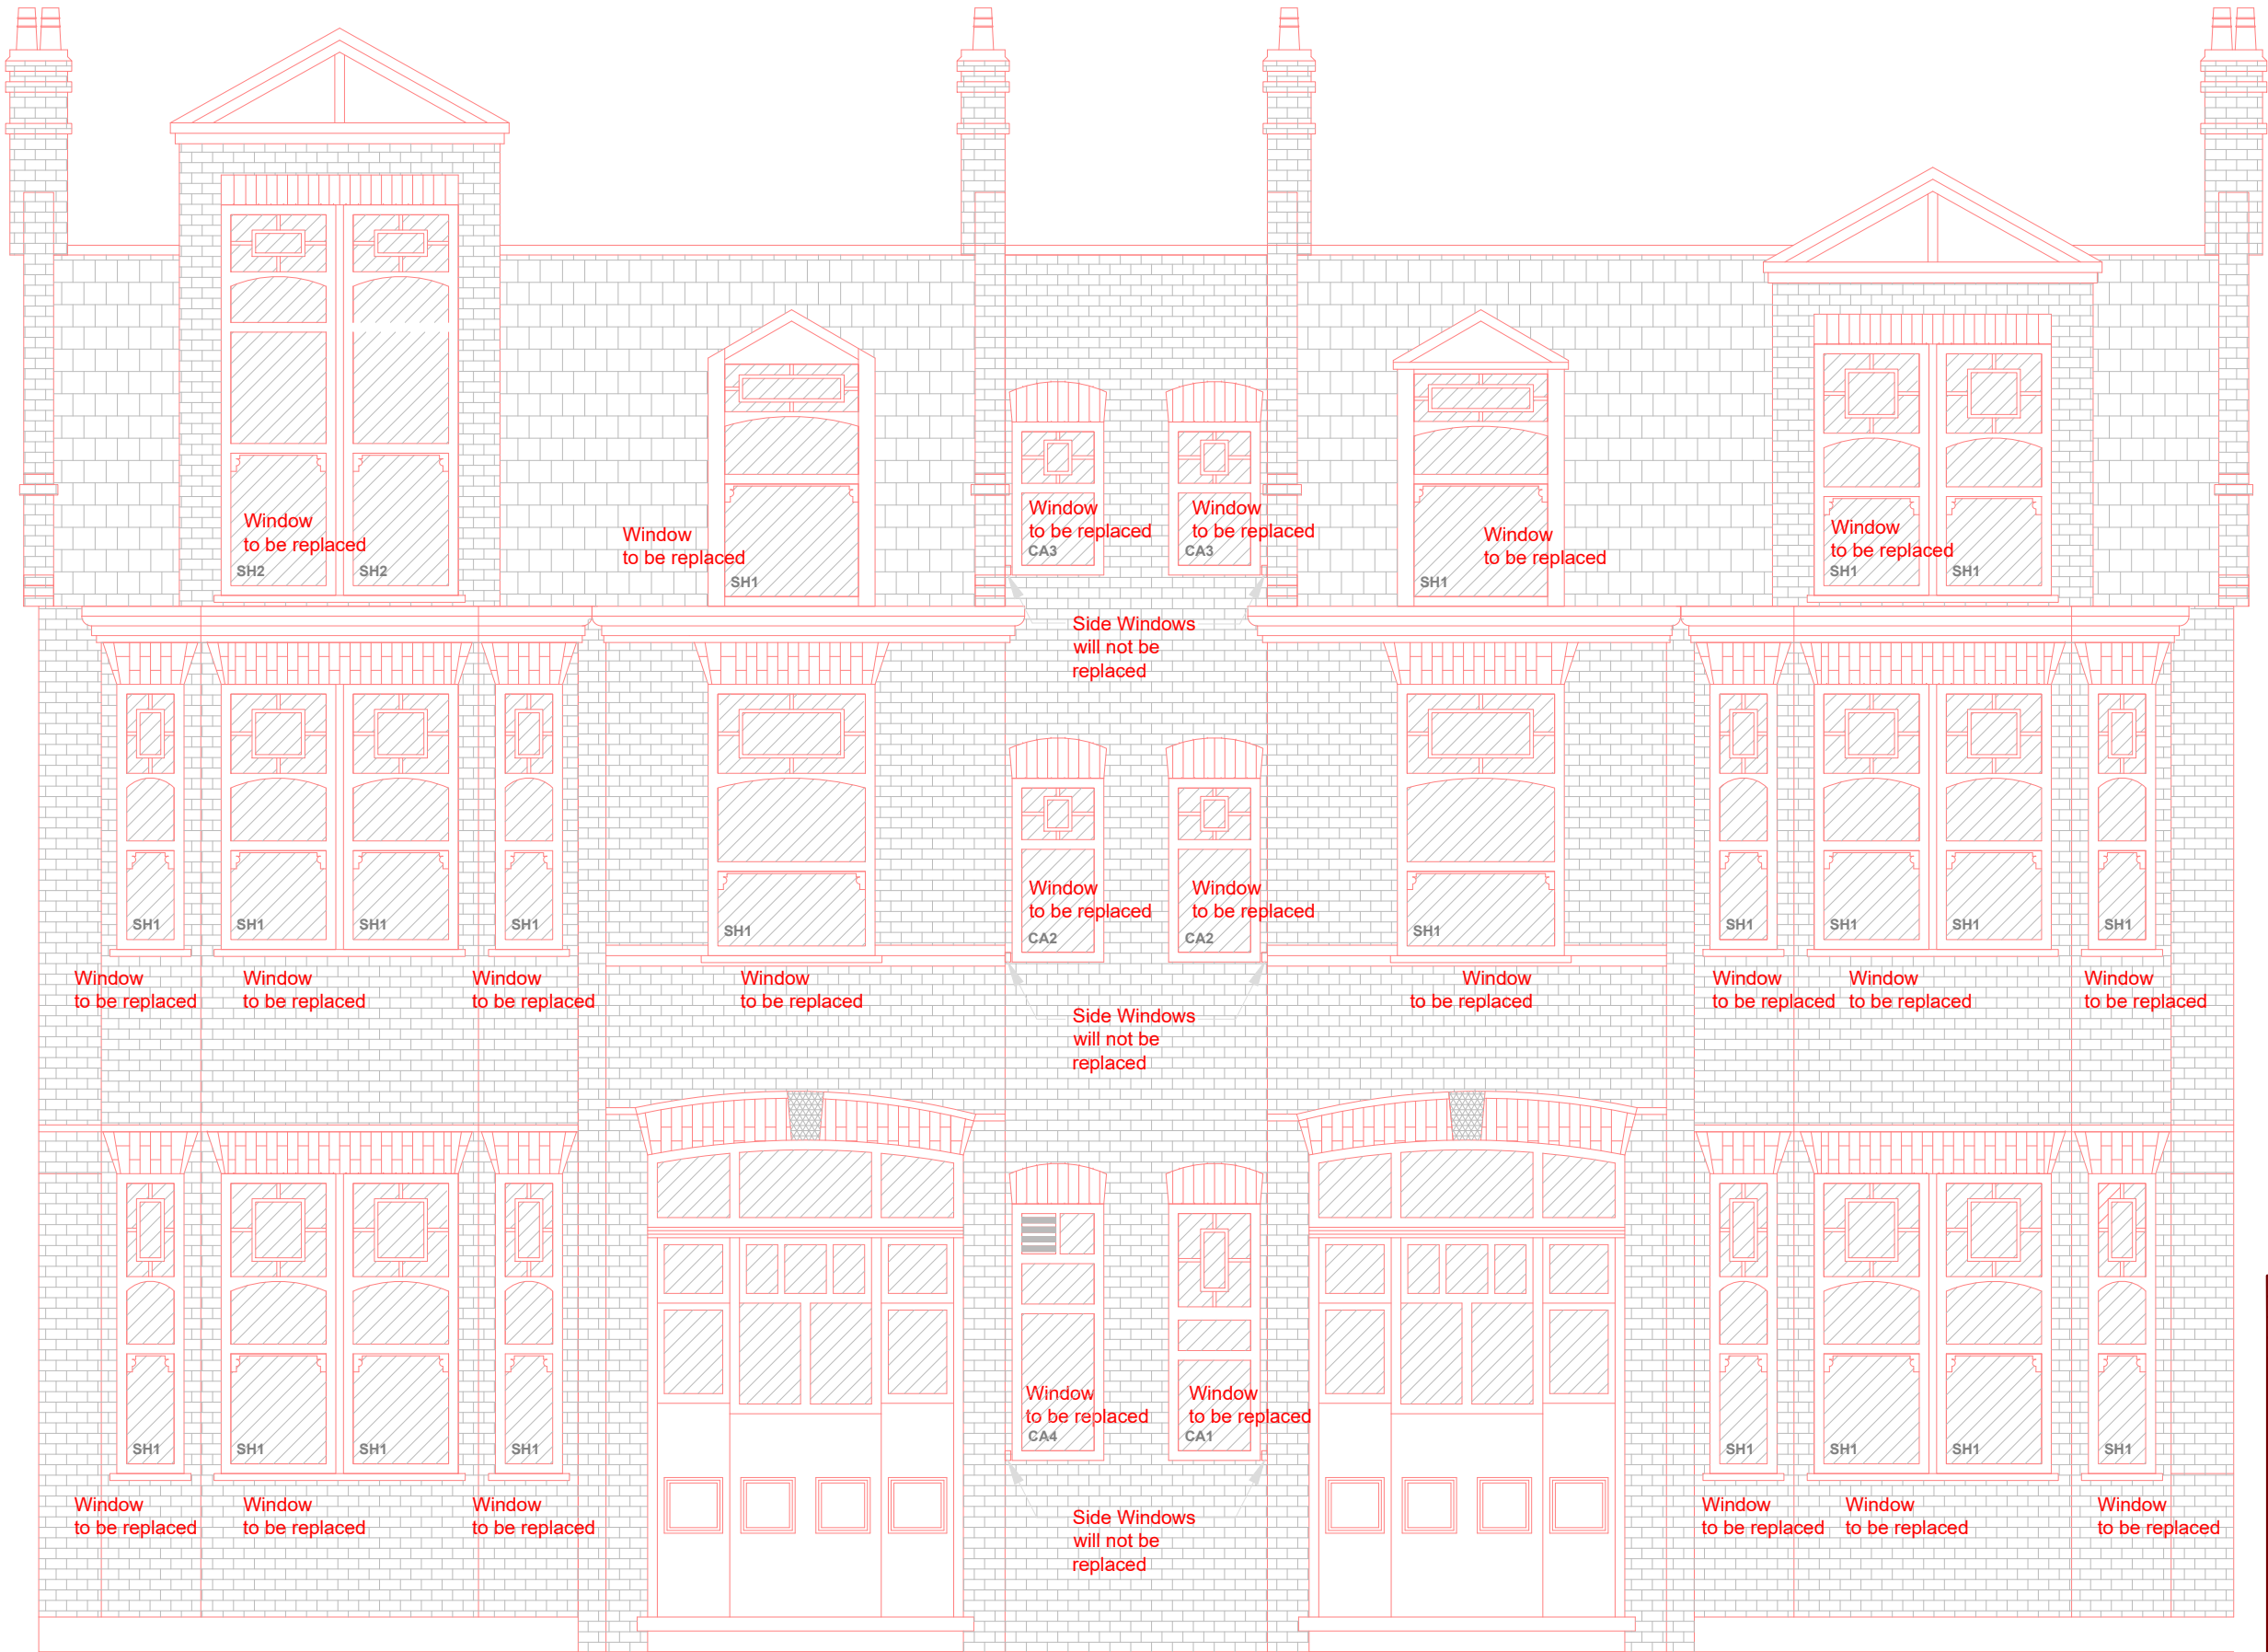 Window
to be replaced
SH2
SH2
Window
to be replaced
SH1
Window
to be replaced
CA3
Window
to be replaced
CA3
Window
to be replaced
SH1
Window
to be replaced
SH1
SH1
Side Windows
will not be
replaced
SH1
SH1
SH1
SH1
SH1
Window
to be replaced
CA2
Window
to be replaced
CA2
SH1
SH1
SH1
SH1
SH1
Window
to be replaced
Window
to be replaced
Window
to be replaced
Window
to be replaced
Window
to be replaced
Window
to be replaced
Window
to be replaced
Window
to be replaced
Side Windows
will not be
replaced
SH1
SH1
SH1
SH1
Window
to be replaced
CA4
Window
to be replaced
CA1
SH1
SH1
SH1
SH1
Window
to be replaced
Window
to be replaced
Window
to be replaced
Side Windows
will not be
replaced
Window
to be replaced
Window
to be replaced
Window
to be replaced